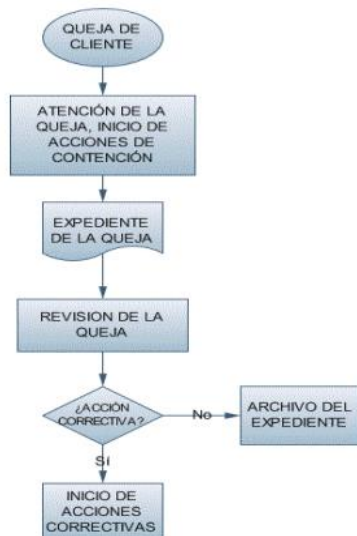 QUEJA DE
CLIENTE
ATENCIÓN DE LA
QUEJA, INICIO DE
ACCIONES DE
CONTENCIÓN
EXPEDIENTE
DE LA QUEJA
REVISION DE LA
QUEJA
¿ACCIÓN
CORRECTIVA?
No
ARCHIVO DEL
EXPEDIENTE
Sí
INICIO DE
ACCIONES
CORRECTIVAS